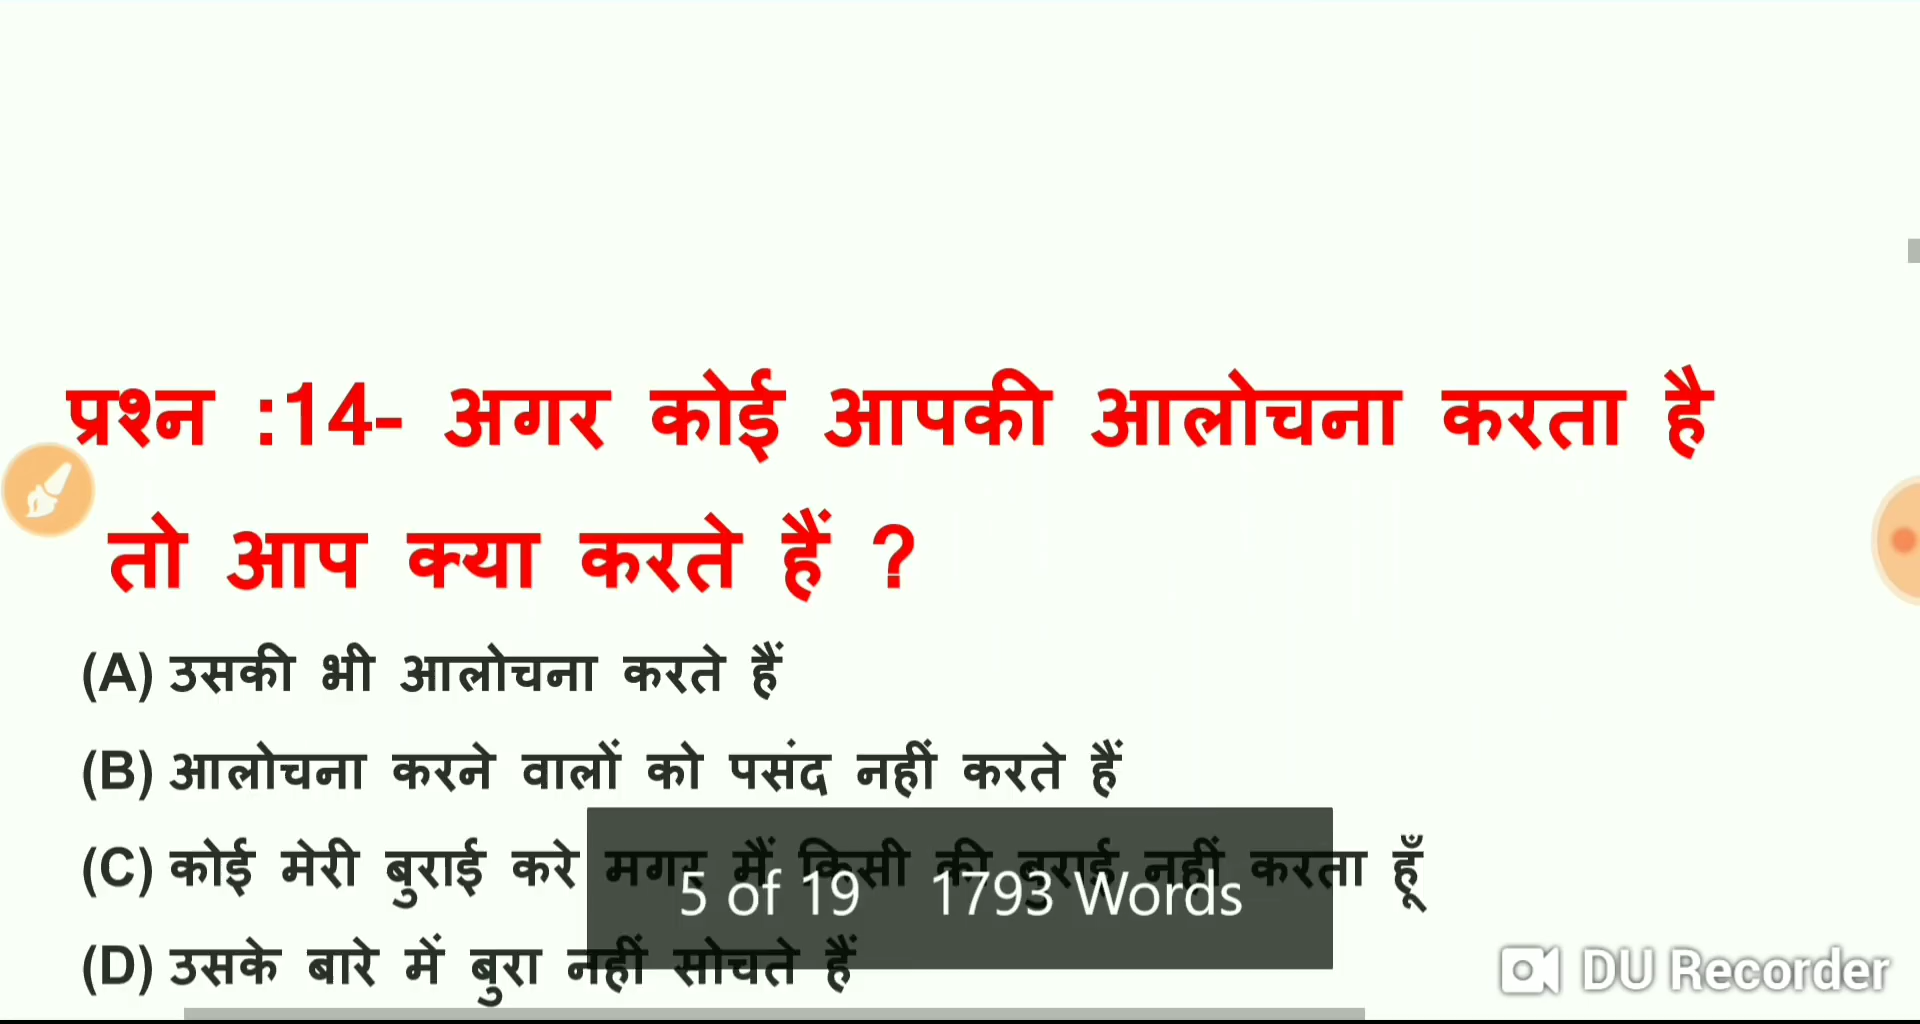 प्रश्न :14- अगर कोई आपकी आलोचना करता है
तो आप क्या करते हैं ?
(A) उसकी भी आलोचना करते हैं
(B) आलोचना करने वालों को पसंद नहीं करते हैं
(C) कोई मेरी बुराई करे मगर मैं किसी की बुराई नहीं करता हूँ
5 of 19 1793 Words
(D) उसके बारे में बुरा नहीं सोचते हैं
DU Recorder